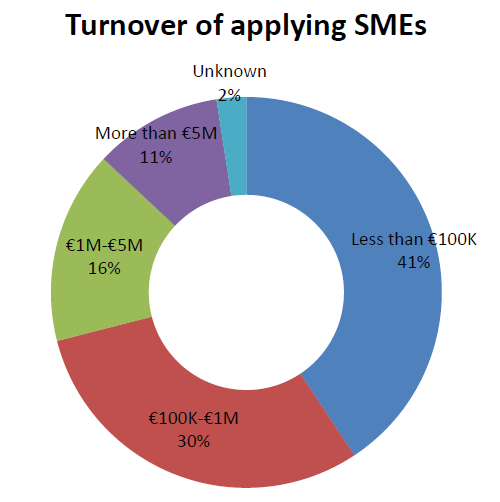 Turnover of applying SMEs
Unknown
2%
More than €5M
11%
Less than €100K
41%
€1M-€5M
16%
€100K-€1M
30%